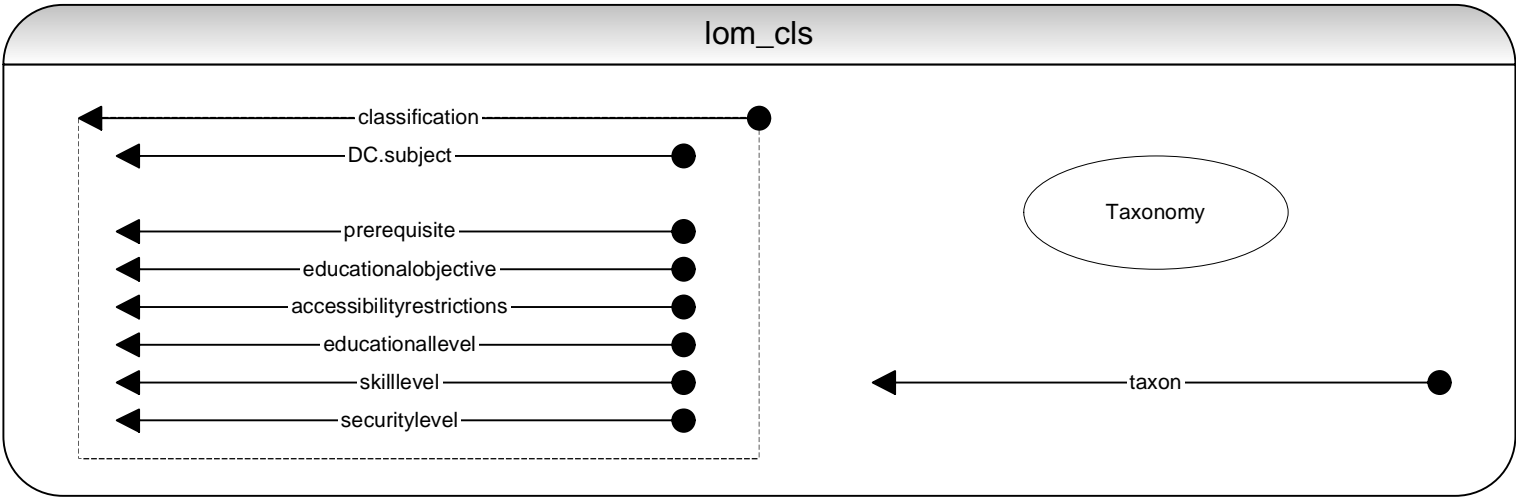 lom_cls
classification
DC.subject
prerequisite
educationalobjective
accessibilityrestrictions
educationallevel
skilllevel
securitylevel
Taxonomy
taxon